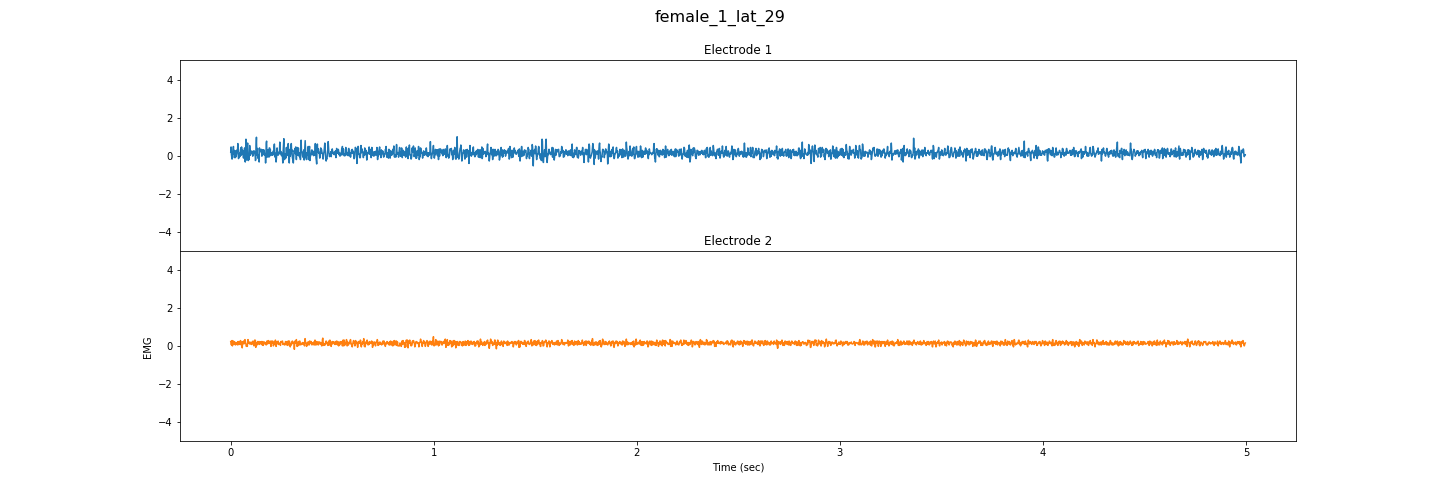 female_1_lat_29
Electrode 1
4
2
0
−2
−4
Electrode 2
4
2
0
−2
−4
EMG
0 1 2 3 4 5
Time (sec)